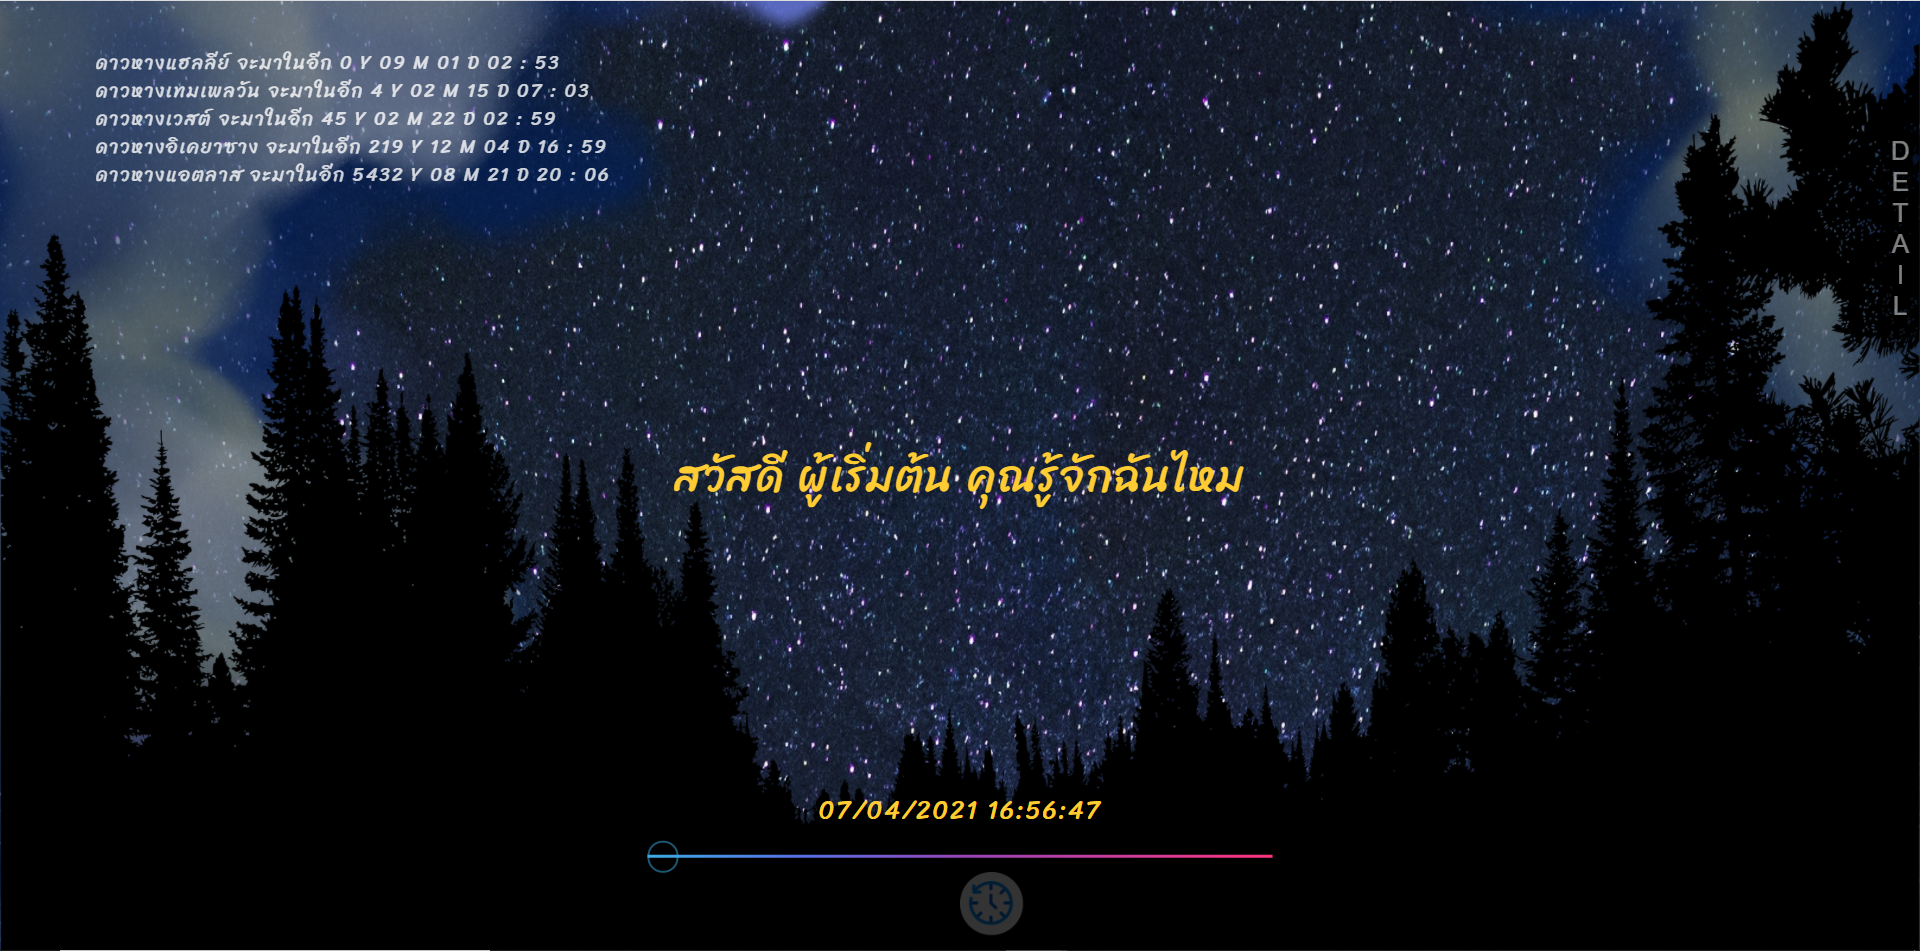 ดาวหางแฮลลีย์ จะมาในอีก 0 Y 09 M 01 D 02 : 53
ดาวหางเทมเพลวัน จะมาในอีก 4 Y 02 M 15 D 07 : 03
ดาวหางเวสต์ จะมาในอีก 45 Y 02 M 22 D 02 : 59
ดาวหางอิเคยาซาง จะมาในอีก 219 Y 12 M 04 D 16 : 59
ดาวหางแอตลาส จะมาในอีก 5432 Y 08 M 21 D 20 : 06
DETAIL
สวัสดี ผู้เริ่มต้น คุณรู้จักฉันไหม
07/04/2021 16:56:47